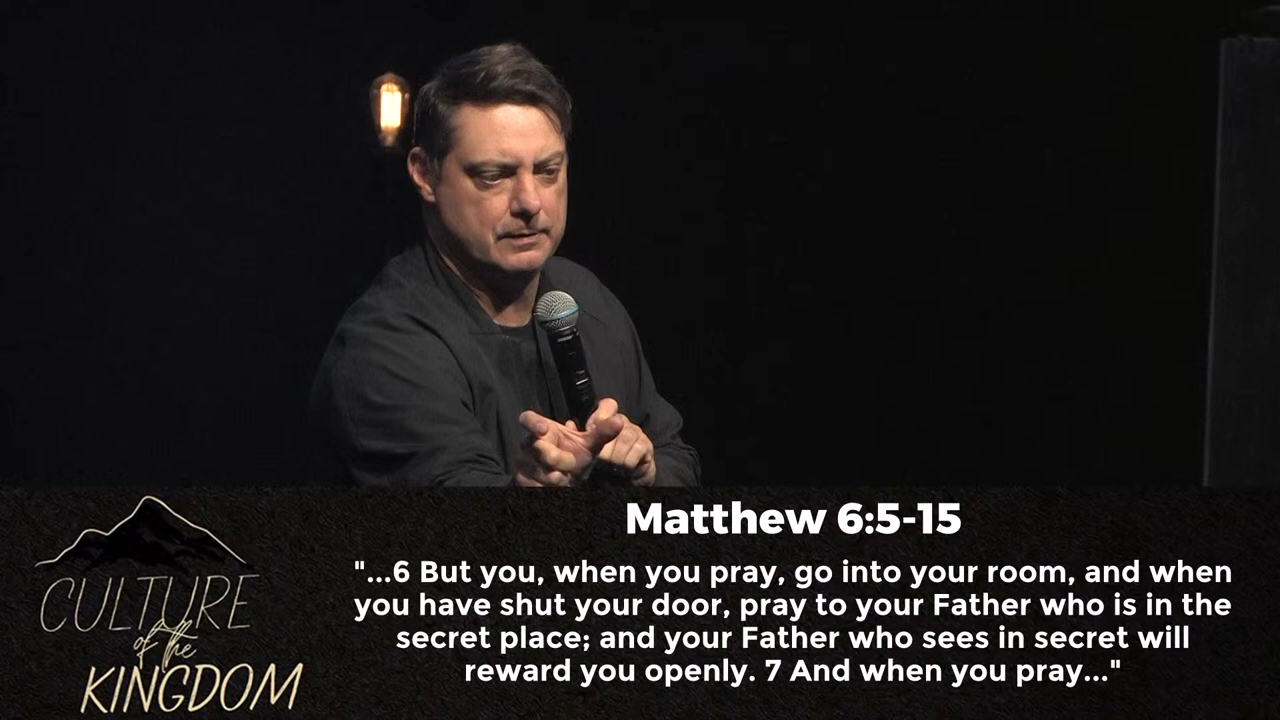 Matthew 6:5-15
"...6 But you, when you pray, go into your room, and when
you have shut your door, pray to your Father who is in the
secret place; and your Father who sees in secret will
reward you openly. 7 And when you pray..."
CULTURE
of the
KINGDOM